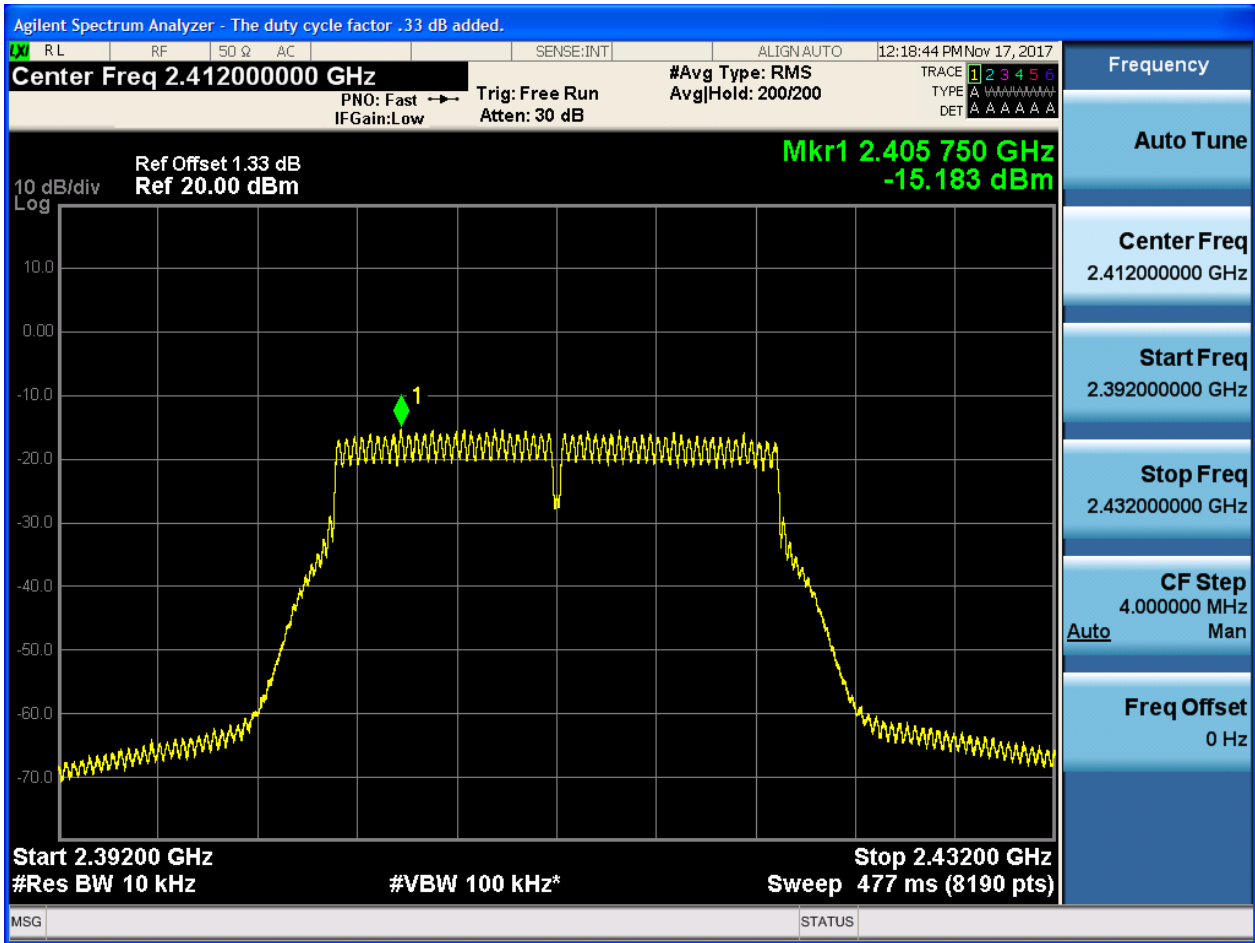 Agilent Spectrum Analyzer - The duty cycle factor .33 dB added.
LXI RL RF 50 Ω AC SENSE:INT ALIGN AUTO 12:18:44 PM Nov 17, 2017
Center Freq 2.412000000 GHz
PNO: Fast
IFGain:Low
Trig: Free Run
Atten: 30 dB
#Avg Type: RMS
Avg|Hold: 200/200
TRACE 1 2 3 4 5 6
TYPE A WWWWW
DET A A A A A A
Mkr1 2.405 750 GHz
-15.183 dBm
Ref Offset 1.33 dB
10 dB/div Ref 20.00 dBm
Log
10.0
0.00
1
-10.0
-20.0
-30.0
-40.0
-50.0
-60.0
-70.0
Start 2.39200 GHz Stop 2.43200 GHz
#Res BW 10 kHz #VBW 100 kHz* Sweep 477 ms (8190 pts)
MSG STATUS
Frequency
Auto Tune
Center Freq
2.412000000 GHz
Start Freq
2.392000000 GHz
Stop Freq
2.432000000 GHz
CF Step
4.000000 MHz
Auto Man
Freq Offset
0 Hz